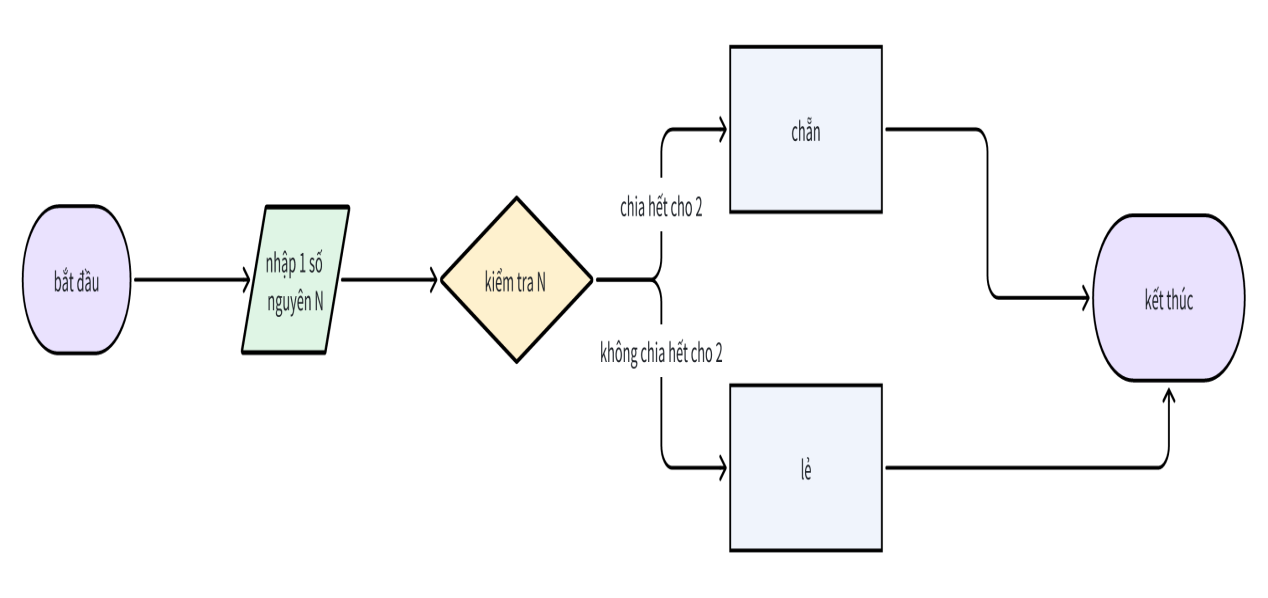 bắt đầu
nhập 1 số
nguyên N
kiểm tra N
chia hết cho 2
không chia hết cho 2
chẵn
lẻ
kết thúc